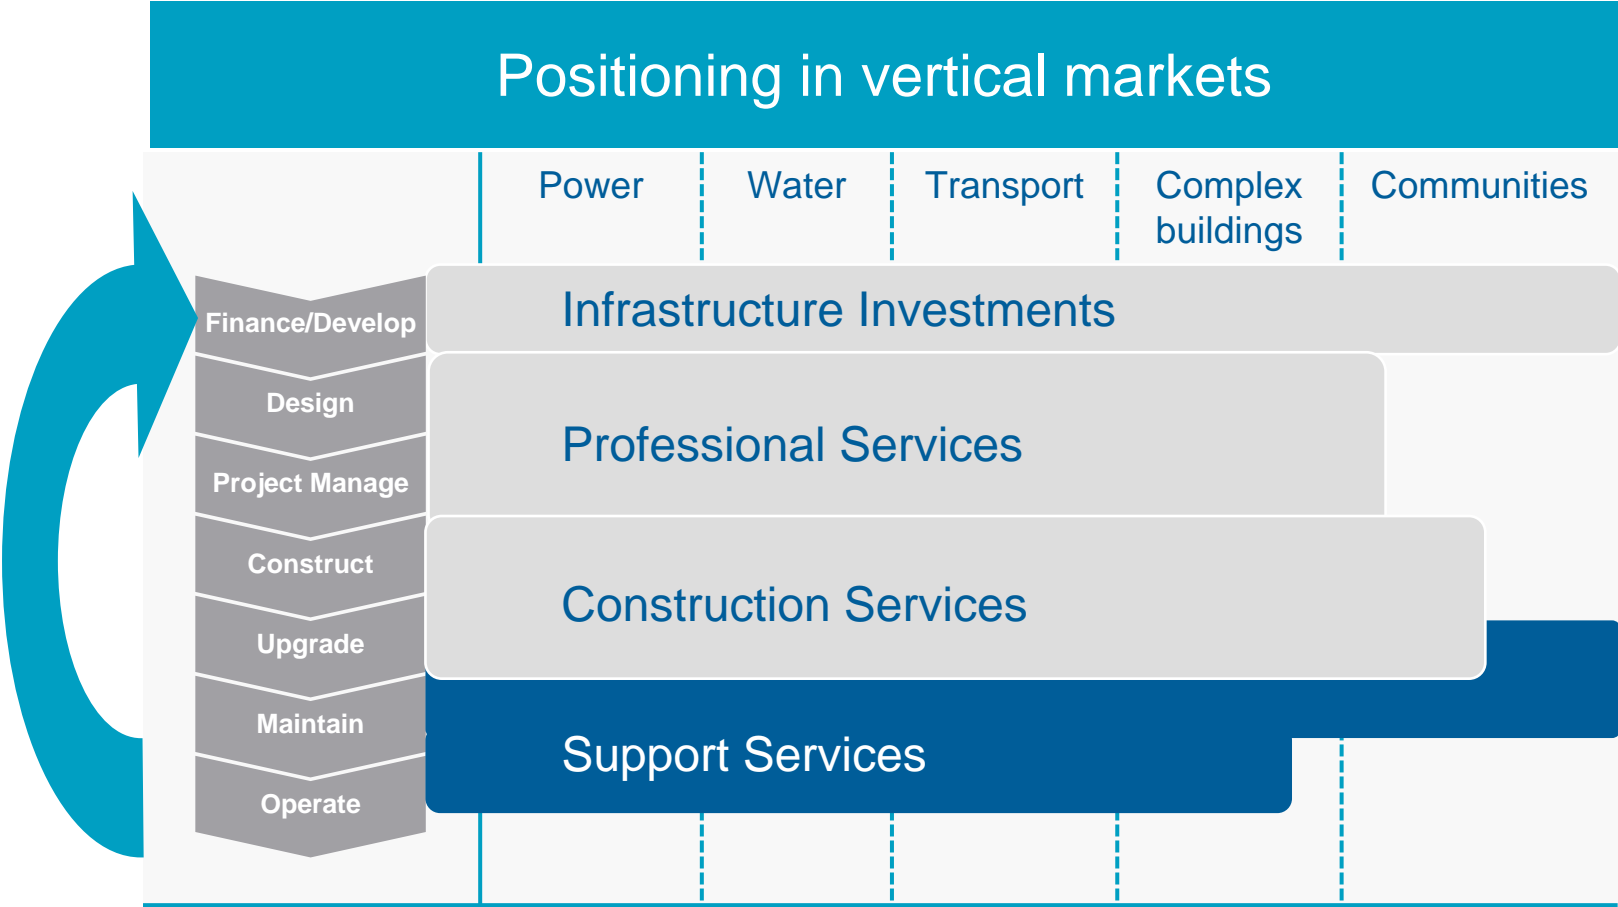 Positioning in vertical markets
Power
Water
Transport
Complex
buildings
Communities
Finance/Develop
Infrastructure Investments
Design
Professional Services
Project Manage
Construct
Construction Services
Upgrade
Maintain
Support Services
Operate